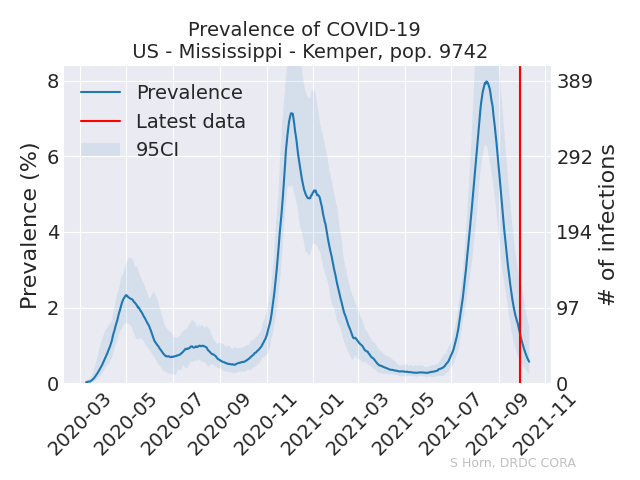 Prevalence of COVID-19
US - Mississippi - Kemper, pop. 9742
Prevalence
Latest data
95CI
Prevalence (%)
8
6
4
2
0
389
292
194
97
0
# of infections
2020-03
2020-05
2020-07
2020-09
2020-11
2021-01
2021-03
2021-05
2021-07
2021-09
2021-11
S Horn, DRDC CORA